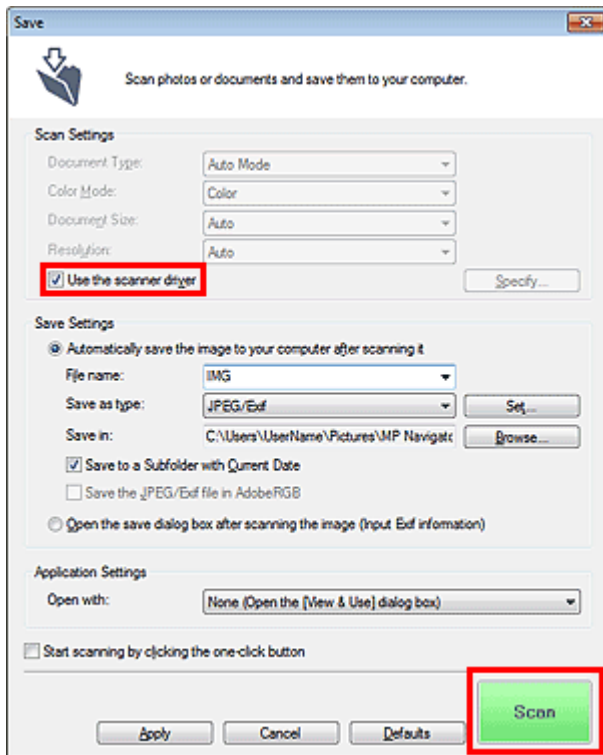 Save
Scan photos or documents and save them to your computer.
Scan Settings
Document Type: Auto Mode
Color Mode: Color
Document Size: Auto
Resolution: Auto
Use the scanner driver Specify...
Save Settings
Automatically save the image to your computer after scanning it
File name: IMG
Save as type: JPEG/Exif Set...
Save in: C:\Users\UserName\Pictures\MP Navigato Browse...
Save to a Subfolder with Current Date
Save the JPEG/Exif file in AdobeRGB
Open the save dialog box after scanning the image (Input Exif information)
Application Settings
Open with: None (Open the [View & Use] dialog box)
Start scanning by clicking the one-click button
Scan
Apply Cancel Defaults